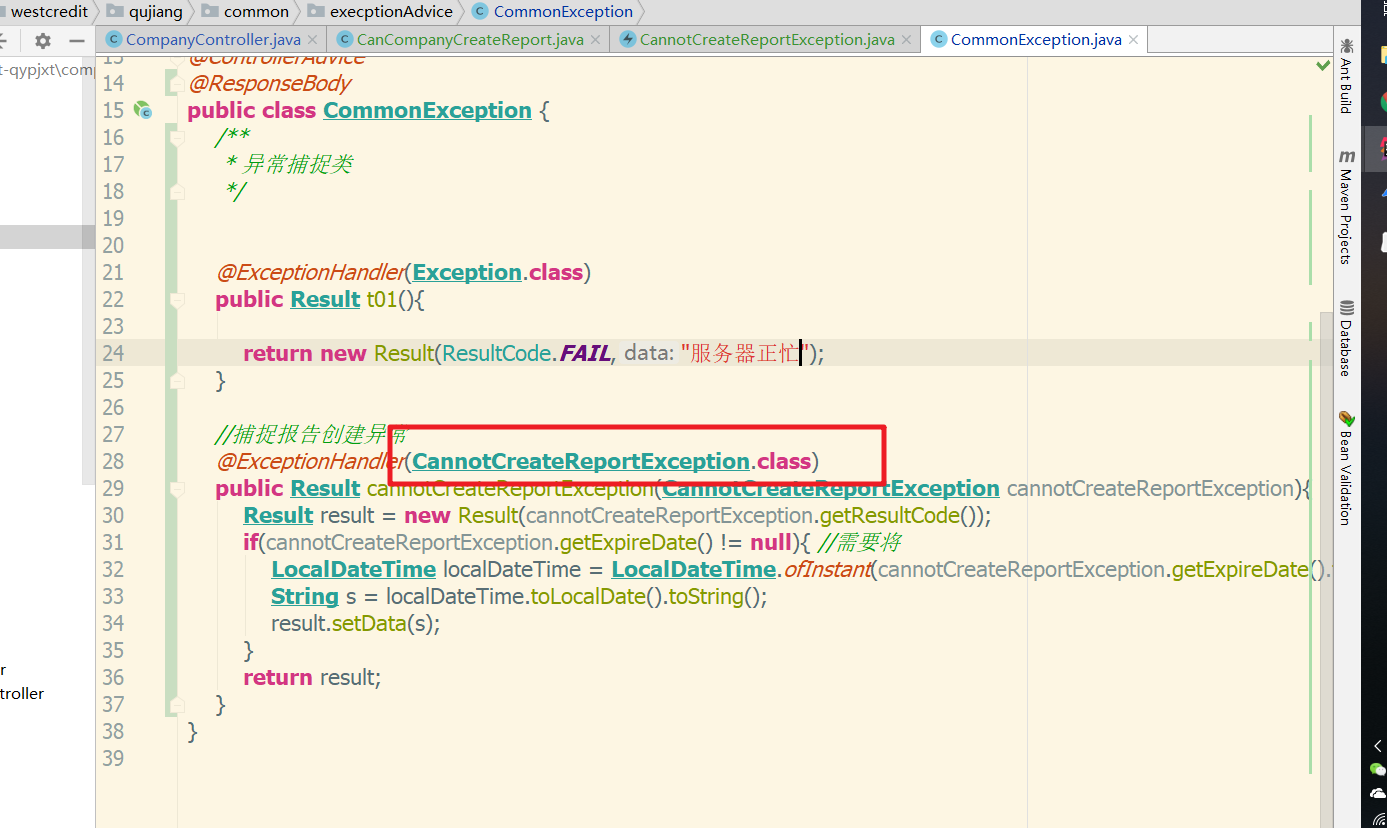 westcredit qujiang common execptionAdvice CommonException
CompanyController.java CanCompanyCreateReport.java CannotCreateReportException.java CommonException.java
t-qypjxt\comp
@ControllerAdvice
14 @ResponseBody
15 public class CommonException {
16 /**
17 * 异常捕捉类
18 */
19
20
21 @ExceptionHandler(Exception.class)
22 public Result t01(){
23
24 return new Result(ResultCode.FAIL, data: "服务器正忙");
25 }
26
27 //捕捉报告创建异常
28 @ExceptionHandler(CannotCreateReportException.class)
29 public Result cannotCreateReportException(CannotCreateReportException cannotCreateReportException){
30 Result result = new Result(cannotCreateReportException.getResultCode());
31 if(cannotCreateReportException.getExpireDate() != null){ //需要将
32 LocalDateTime localDateTime = LocalDateTime.ofInstant(cannotCreateReportException.getExpireDate().
33 String s = localDateTime.toLocalDate().toString();
34 result.setData(s);
35 }
36 return result;
37 }
38 }
39
r
troller
Ant Build
Maven Projects
Database
Bean Validation